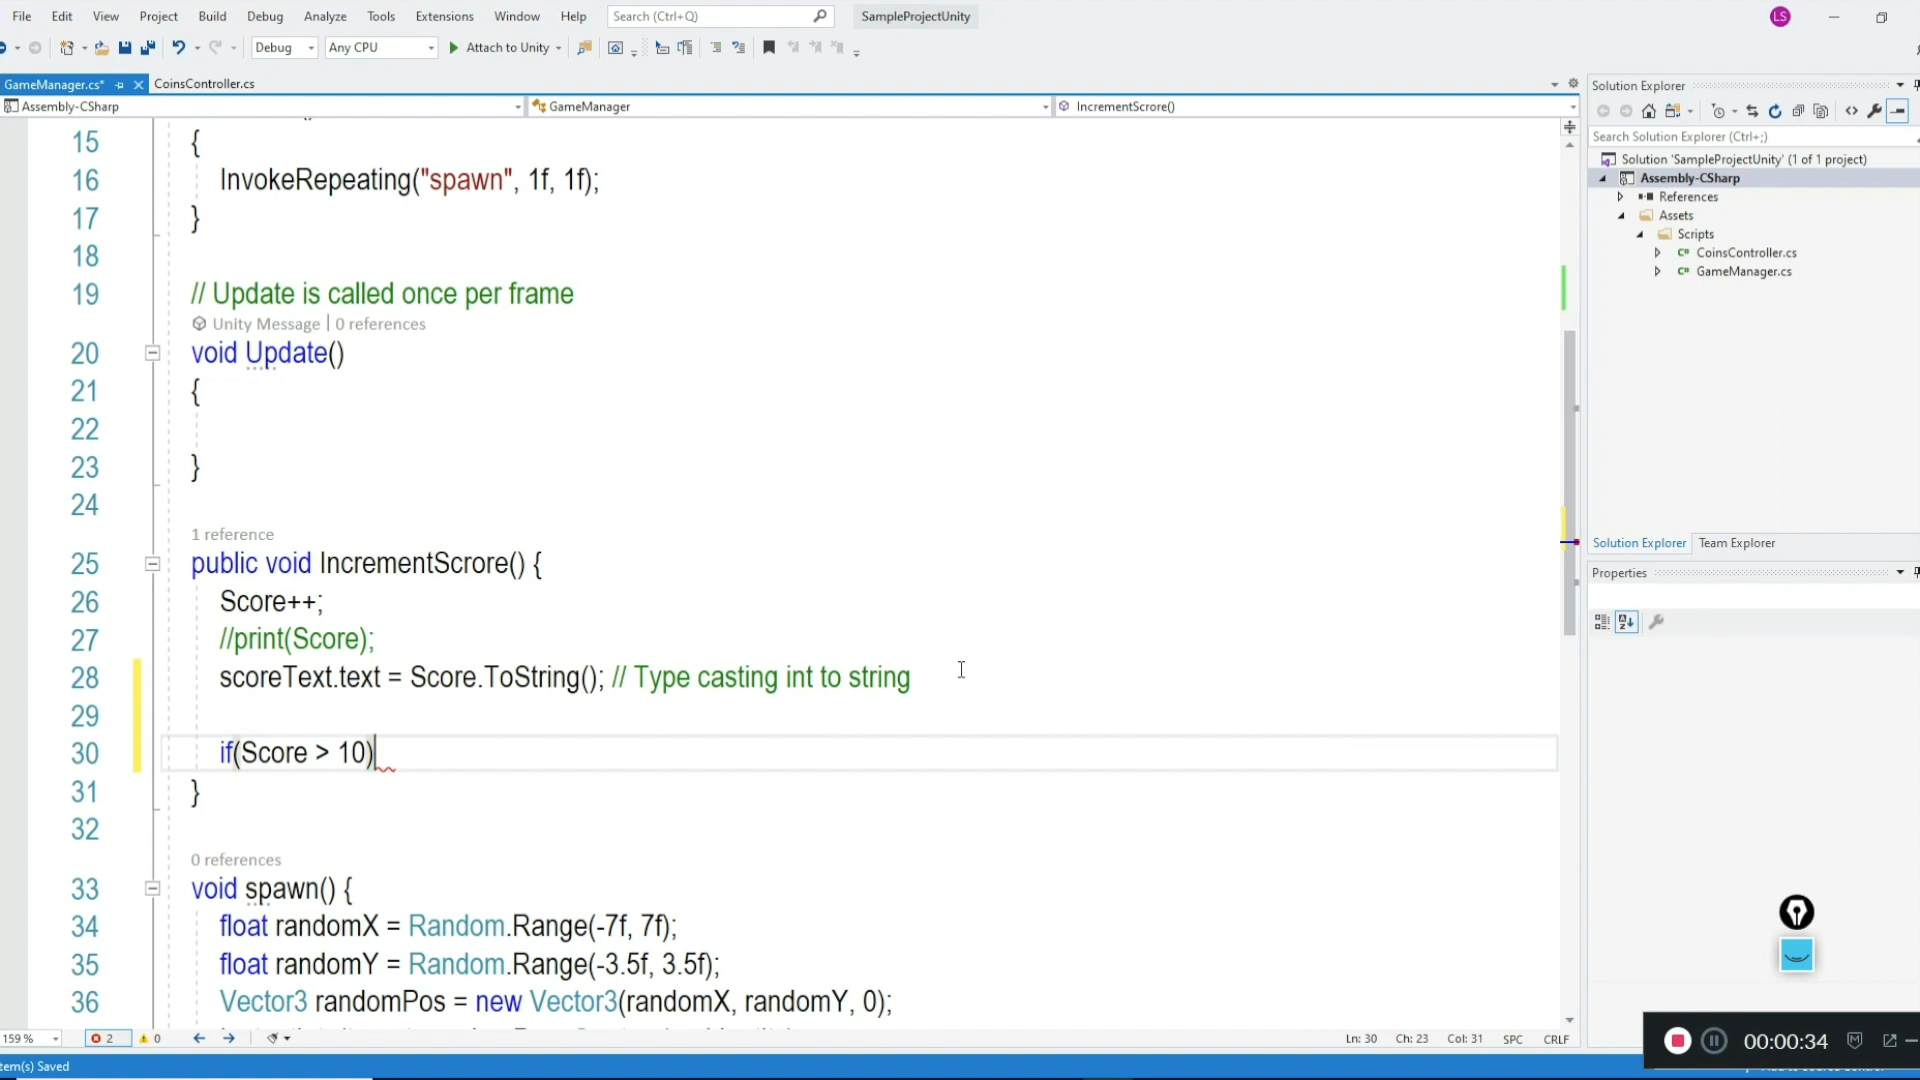 File Edit View Project Build Debug Analyze Tools Extensions Window Help Search (Ctrl+Q) SampleProjectUnity LS
Debug Any CPU Attach to Unity
GameManager.cs* CoinsController.cs
Assembly-CSharp GameManager IncrementScrore()
15 {
16 InvokeRepeating("spawn", 1f, 1f);
17 }
18
19 // Update is called once per frame
Unity Message | 0 references
20 void Update()
21 {
22
23 }
24
1 reference
25 public void IncrementScrore() {
26 Score++;
27 //print(Score);
28 scoreText.text = Score.ToString(); // Type casting int to string
29
30 if(Score > 10)
31 }
32
0 references
33 void spawn() {
34 float randomX = Random.Range(-7f, 7f);
35 float randomY = Random.Range(-3.5f, 3.5f);
36 Vector3 randomPos = new Vector3(randomX, randomY, 0);
159 % 2 0 Ln: 30 Ch: 23 Col: 31 SPC CRLF
tem(s) Saved
Solution Explorer
Search Solution Explorer (Ctrl+;)
Solution 'SampleProjectUnity' (1 of 1 project)
Assembly-CSharp
References
Assets
Scripts
C# CoinsController.cs
C# GameManager.cs
Solution Explorer Team Explorer
Properties
00:00:34